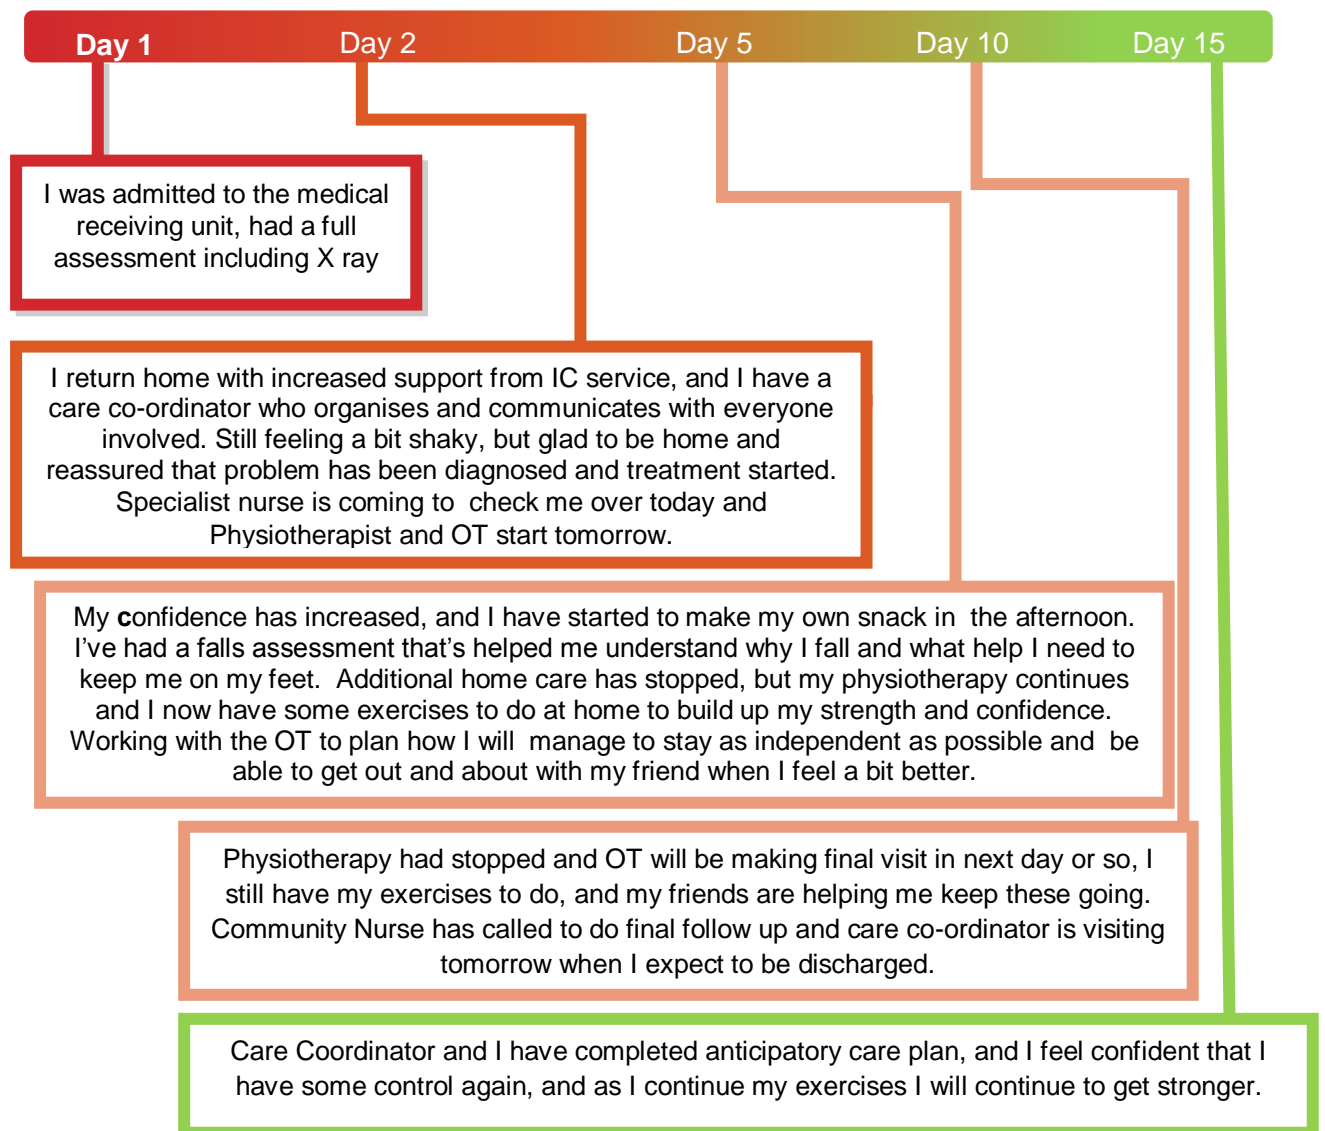 Day 1 Day 2 Day 5 Day 10 Day 15
I was admitted to the medical
receiving unit, had a full
assessment including X ray
I return home with increased support from IC service, and I have a
care co-ordinator who organises and communicates with everyone
involved. Still feeling a bit shaky, but glad to be home and
reassured that problem has been diagnosed and treatment started.
Specialist nurse is coming to check me over today and
Physiotherapist and OT start tomorrow.
My confidence has increased, and I have started to make my own snack in the afternoon.
I've had a falls assessment that's helped me understand why I fall and what help I need to
keep me on my feet. Additional home care has stopped, but my physiotherapy continues
and I now have some exercises to do at home to build up my strength and confidence.
Working with the OT to plan how I will manage to stay as independent as possible and be
able to get out and about with my friend when I feel a bit better.
Physiotherapy had stopped and OT will be making final visit in next day or so, I
still have my exercises to do, and my friends are helping me keep these going.
Community Nurse has called to do final follow up and care co-ordinator is visiting
tomorrow when I expect to be discharged.
Care Coordinator and I have completed anticipatory care plan, and I feel confident that I
have some control again, and as I continue my exercises I will continue to get stronger.